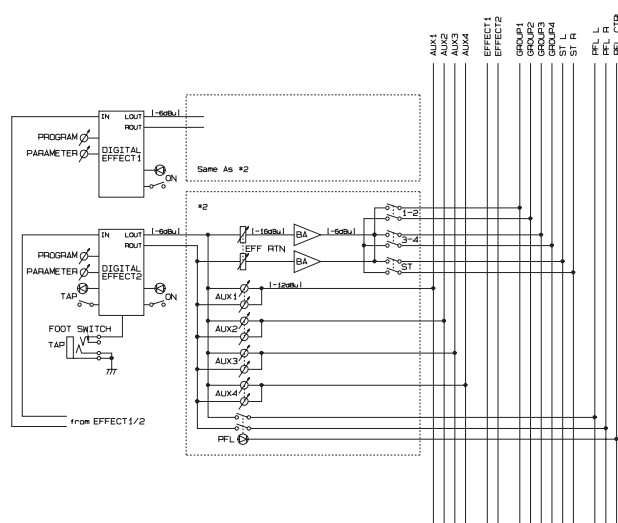 AUX1
AUX2
AUX3
AUX4
EFFECT1
EFFECT2
GROUP1
GROUP2
GROUP3
GROUP4
ST L
ST R
PFL L
PFL R
PFL CTRL
IN LOUT
ROUT
[-6dBu]
PROGRAM
PARAMETER
DIGITAL
EFFECT1
ON
Same As *2
*2
IN LOUT
ROUT
[-6dBu]
PROGRAM
PARAMETER
DIGITAL
EFFECT2
TAP
ON
FOOT SWITCH
TAP
[-16dBu]
BA
[-6dBu]
EFF RTN
BA
1-2
3-4
ST
[-12dBu]
AUX1
AUX2
AUX3
AUX4
PFL
from EFFECT1/2